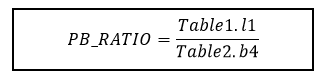 PB_RATIO = Table1.l1 / Table2.b4